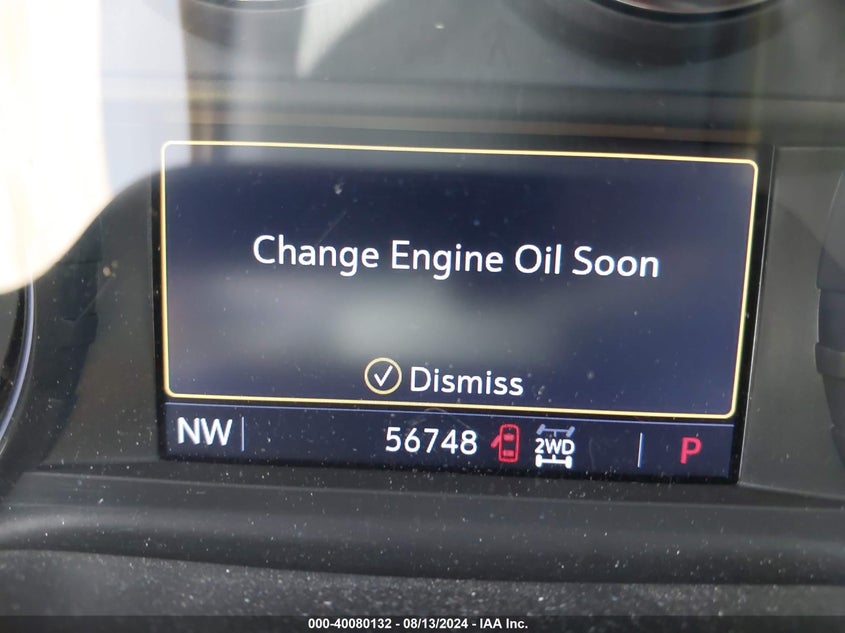 Change Engine Oil Soon
Dismiss
NW 56748 2WD P
000-40080132 - 08/13/2024 - IAA Inc.